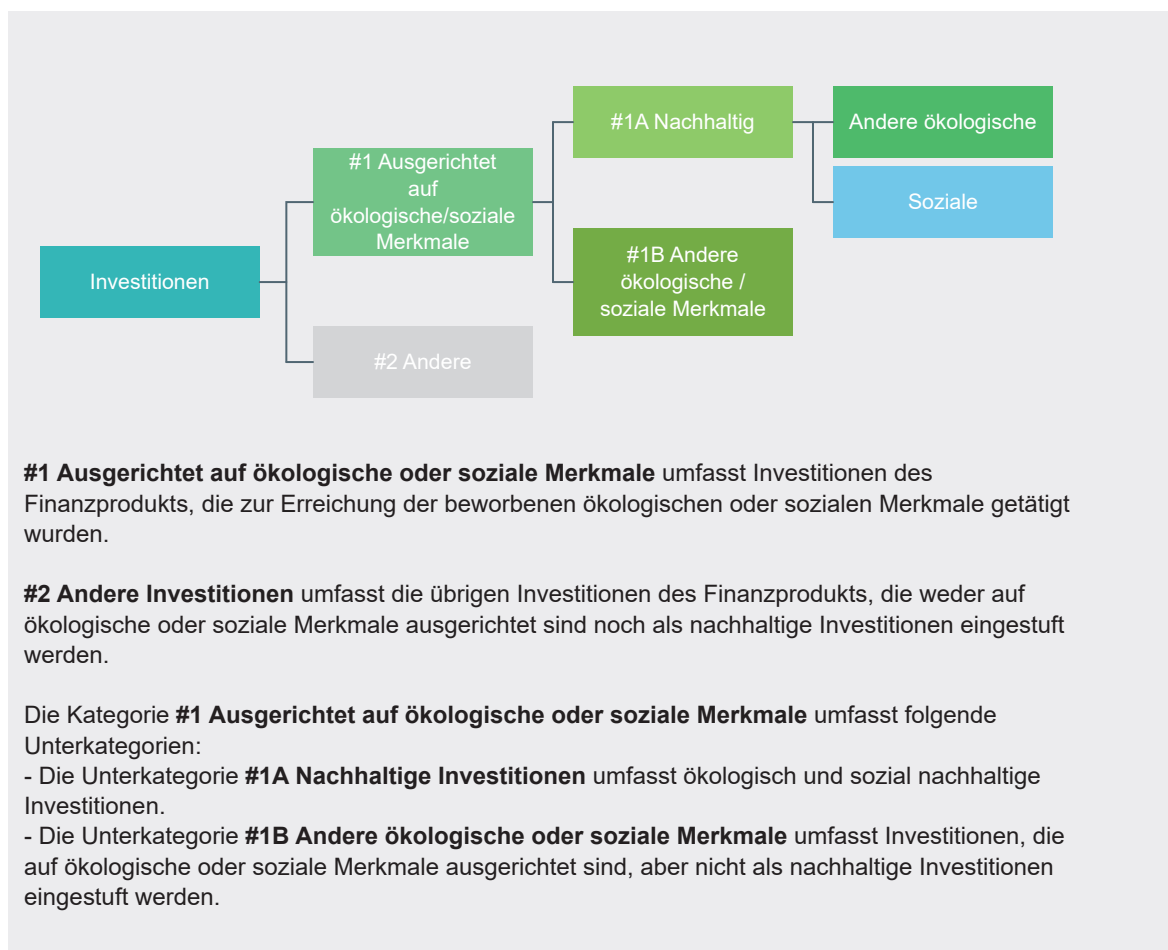 #1A Nachhaltig
Andere ökologische
#1 Ausgerichtet
auf
ökologische/soziale
Merkmale
Soziale
Investitionen
#1B Andere
ökologische /
soziale Merkmale
#2 Andere
#1 Ausgerichtet auf ökologische oder soziale Merkmale umfasst Investitionen des
Finanzprodukts, die zur Erreichung der beworbenen ökologischen oder sozialen Merkmale getätigt
wurden.
#2 Andere Investitionen umfasst die übrigen Investitionen des Finanzprodukts, die weder auf
ökologische oder soziale Merkmale ausgerichtet sind noch als nachhaltige Investitionen eingestuft
werden.
Die Kategorie #1 Ausgerichtet auf ökologische oder soziale Merkmale umfasst folgende
Unterkategorien:
- Die Unterkategorie #1A Nachhaltige Investitionen umfasst ökologisch und sozial nachhaltige
Investitionen.
- Die Unterkategorie #1B Andere ökologische oder soziale Merkmale umfasst Investitionen, die
auf ökologische oder soziale Merkmale ausgerichtet sind, aber nicht als nachhaltige Investitionen
eingestuft werden.